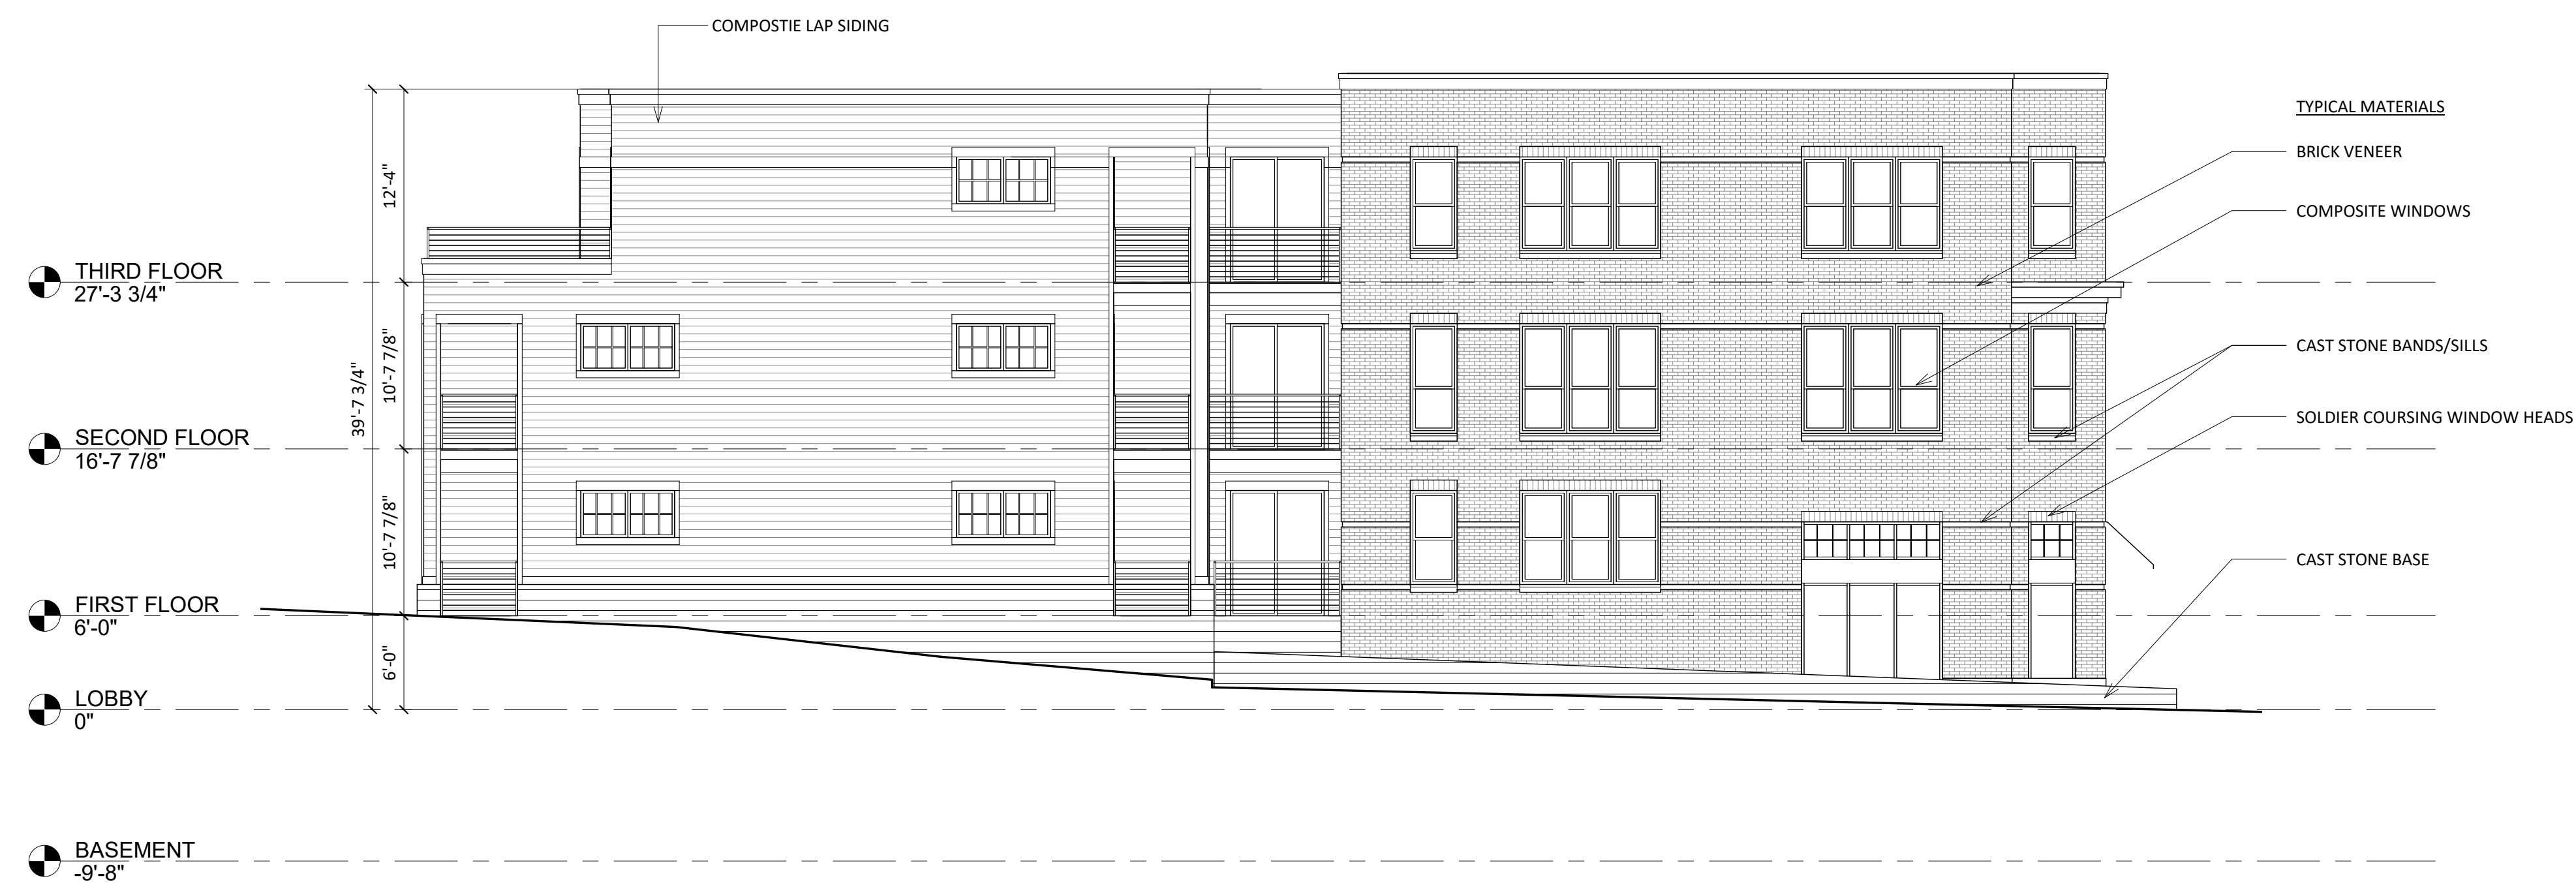 COMPOSTIE LAP SIDING
TYPICAL MATERIALS
BRICK VENEER
COMPOSITE WINDOWS
CAST STONE BANDS/SILLS
SOLDIER COURSING WINDOW HEADS
CAST STONE BASE
12'-4"
10'-7 7/8"
39'-7 3/4"
10'-7 7/8"
6'-0"
THIRD FLOOR
27'-3 3/4"
SECOND FLOOR
16'-7 7/8"
FIRST FLOOR
6'-0"
LOBBY
0"
BASEMENT
-9'-8"